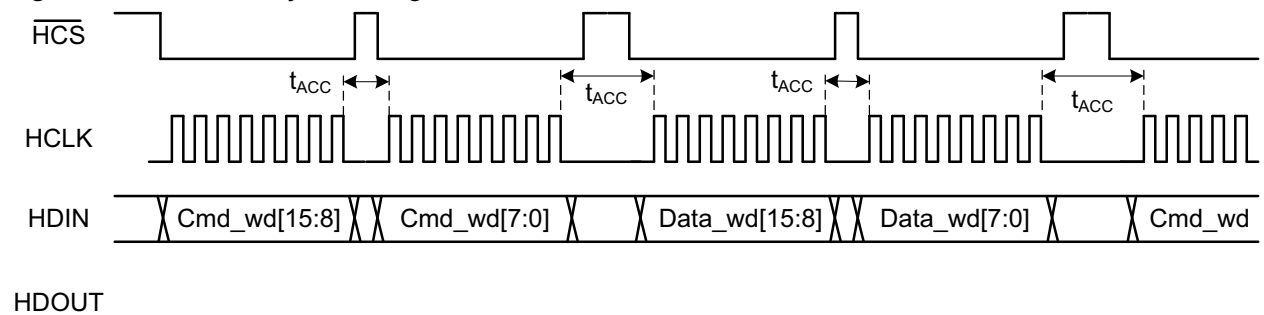 HCS
tACC
tACC
tACC
tACC
HCLK
HDIN
Cmd_wd[15:8]
Cmd_wd[7:0]
Data_wd[15:8]
Data_wd[7:0]
Cmd_wd
HDOUT